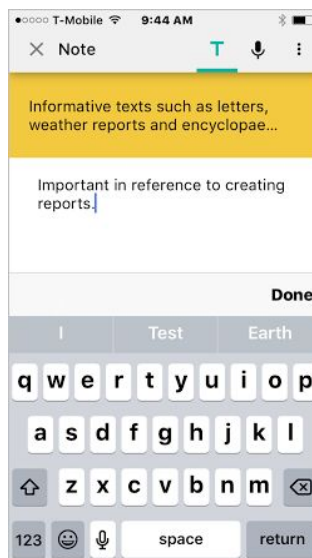 T-Mobile 9:44 AM
Note T
Informative texts such as letters,
weather reports and encyclopae...
Important in reference to creating
reports.
Done
I Test Earth
q w e r t y u i o p
a s d f g h j k l
z x c v b n m
123 space return